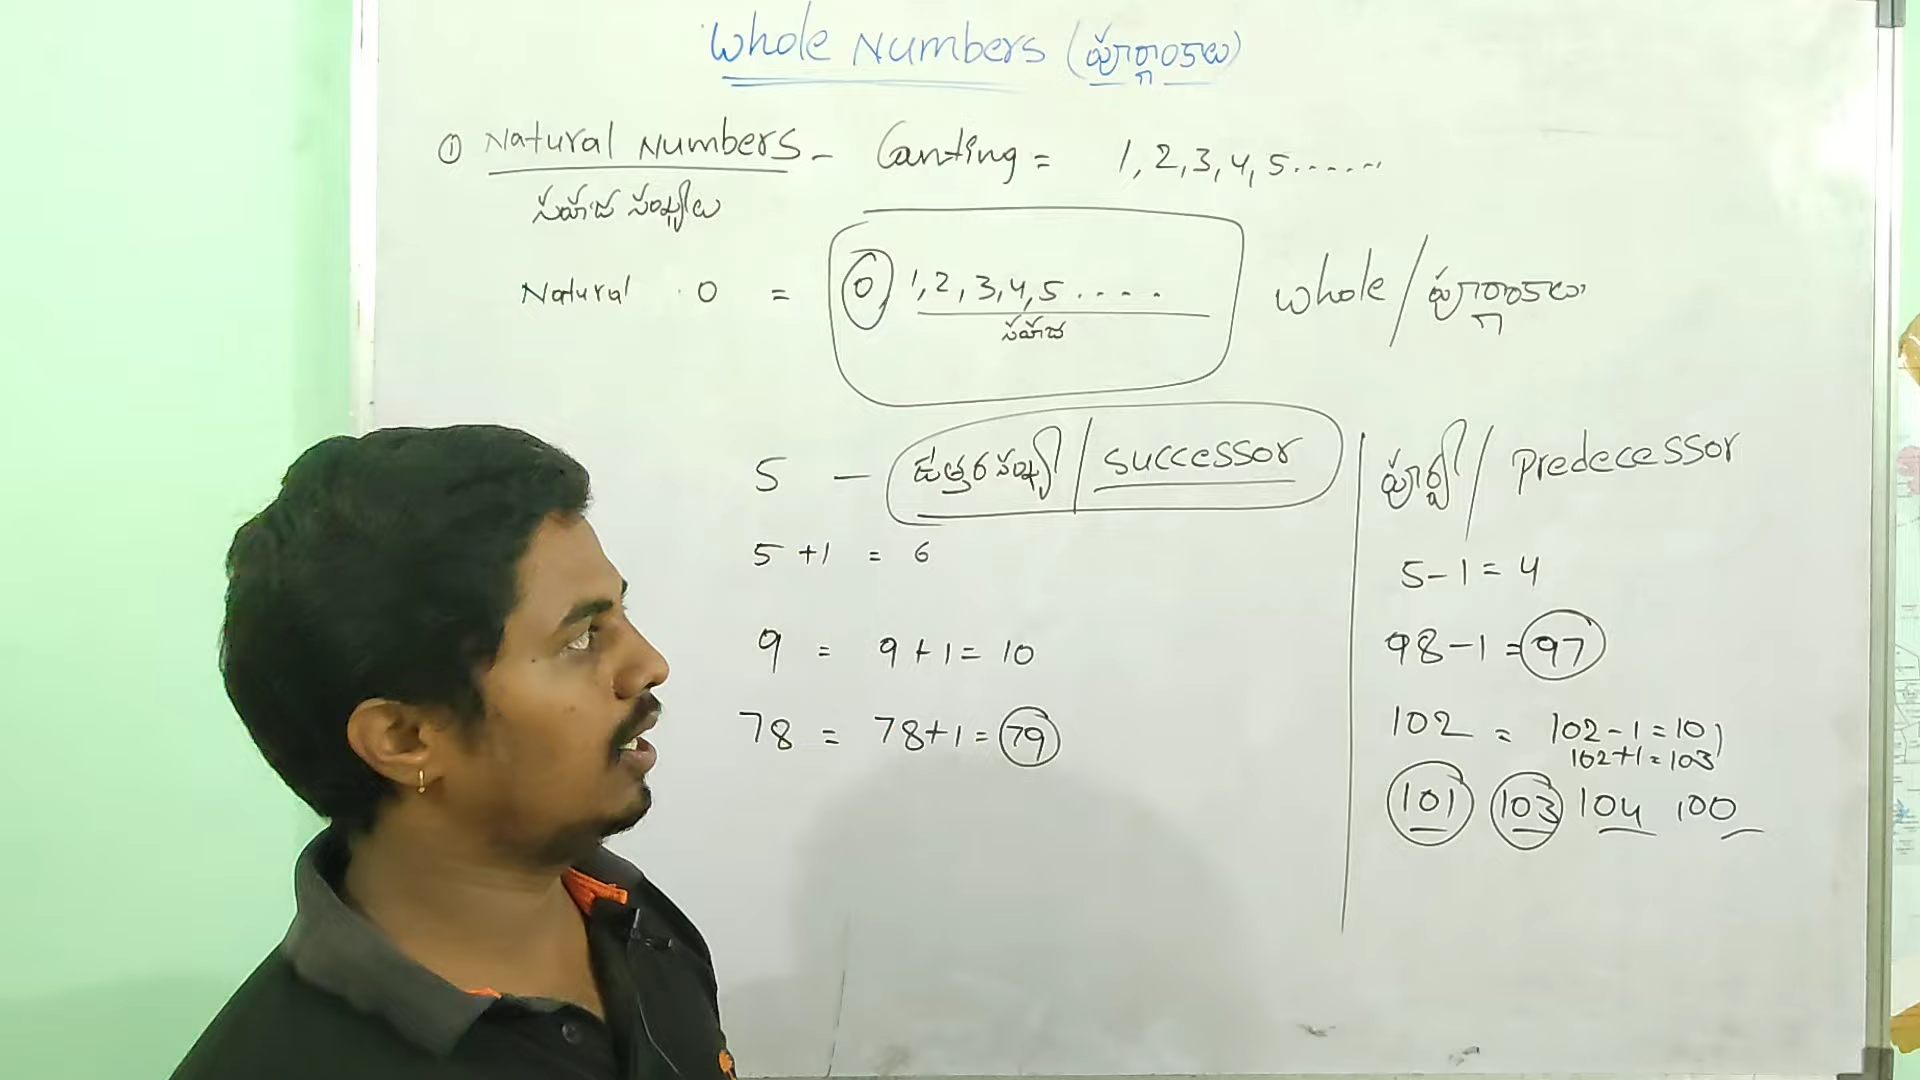 Whole Numbers (పూర్ణాంకాలు)
① Natural Numbers - Canting = 1, 2, 3, 4, 5......
సహజ సంఖ్యలు
Natural 0 = 0, 1, 2, 3, 4, 5 .... whole / పూర్ణాంకాలు
సహజ
5 - ఉత్తర సంఖ్య / successor
5 +1 = 6
9 = 9 + 1 = 10
78 = 78+1 = 79
పూర్వ / Predecessor
5-1 = 4
98-1 = 97
102 = 102-1 = 101
102+1 = 103
101 103 104 100